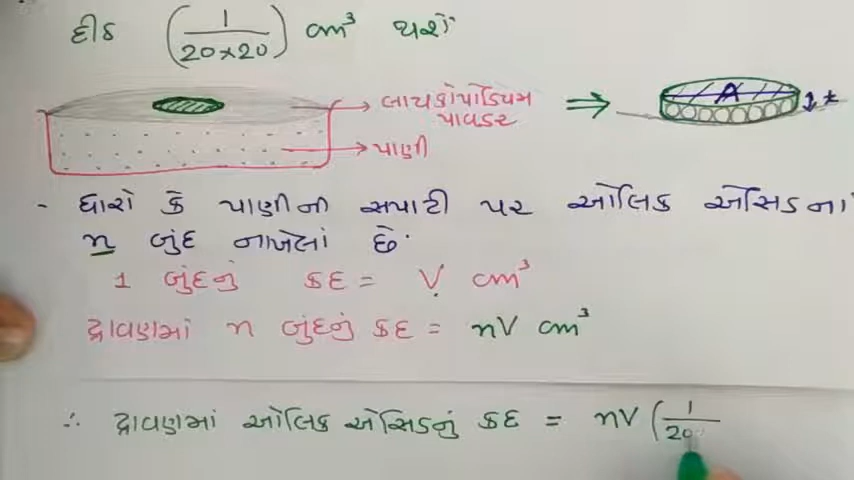 દીઠ (1/20×20) cm³ થશે
લાયકોપોડિયમ
પાવડર
પાણી
A
t
- ધારો કે પાણીની સપાટી પર ઓલિક એસિડના
n બુંદ નાખેલાં છે.
1 બુંદનું કદ = V cm³
દ્રાવણમાં n બુંદનું કદ = nV cm³
∴ દ્રાવણમાં ઓલિક એસિડનું કદ = nV (1/20